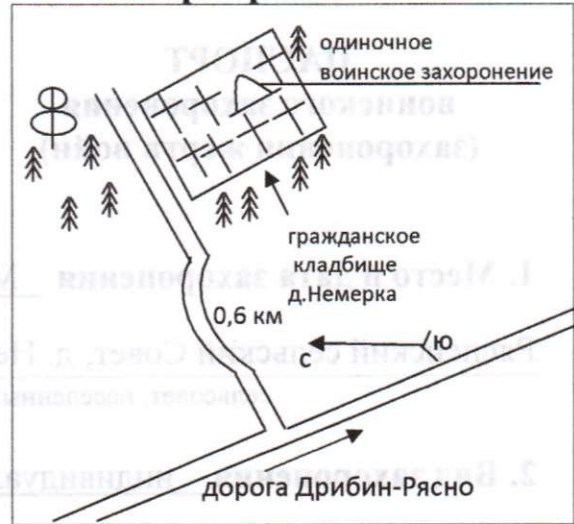 одиночное
воинское захоронение
гражданское
кладбище
д.Немерка
0,6 км
С
/Ю
дорога Дрибин-Рясно